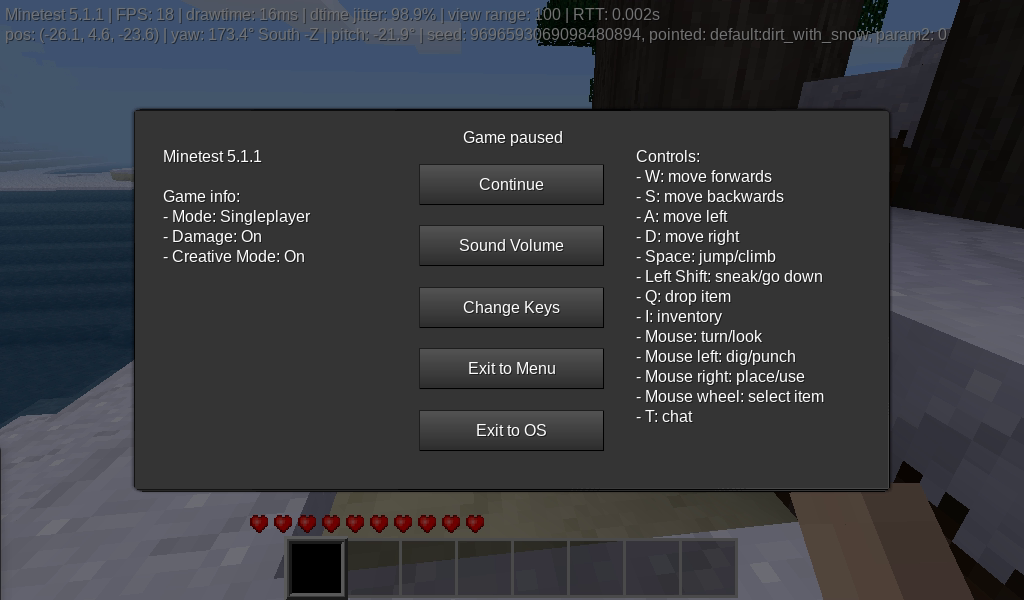 Minetest 5.1.1 | FPS: 18 | drawtime: 16ms | dtime jitter: 98.9% | view range: 100 | RTT: 0.002s
pos: (-26.1, 4.6, -23.6) | yaw: 173.4° South -Z | pitch: -21.9° | seed: 9696593069098480894, pointed: default:dirt_with_snow, param2: 0
Game paused
Minetest 5.1.1
Game info:
- Mode: Singleplayer
- Damage: On
- Creative Mode: On
Continue
Sound Volume
Change Keys
Exit to Menu
Exit to OS
Controls:
- W: move forwards
- S: move backwards
- A: move left
- D: move right
- Space: jump/climb
- Left Shift: sneak/go down
- Q: drop item
- I: inventory
- Mouse: turn/look
- Mouse left: dig/punch
- Mouse right: place/use
- Mouse wheel: select item
- T: chat